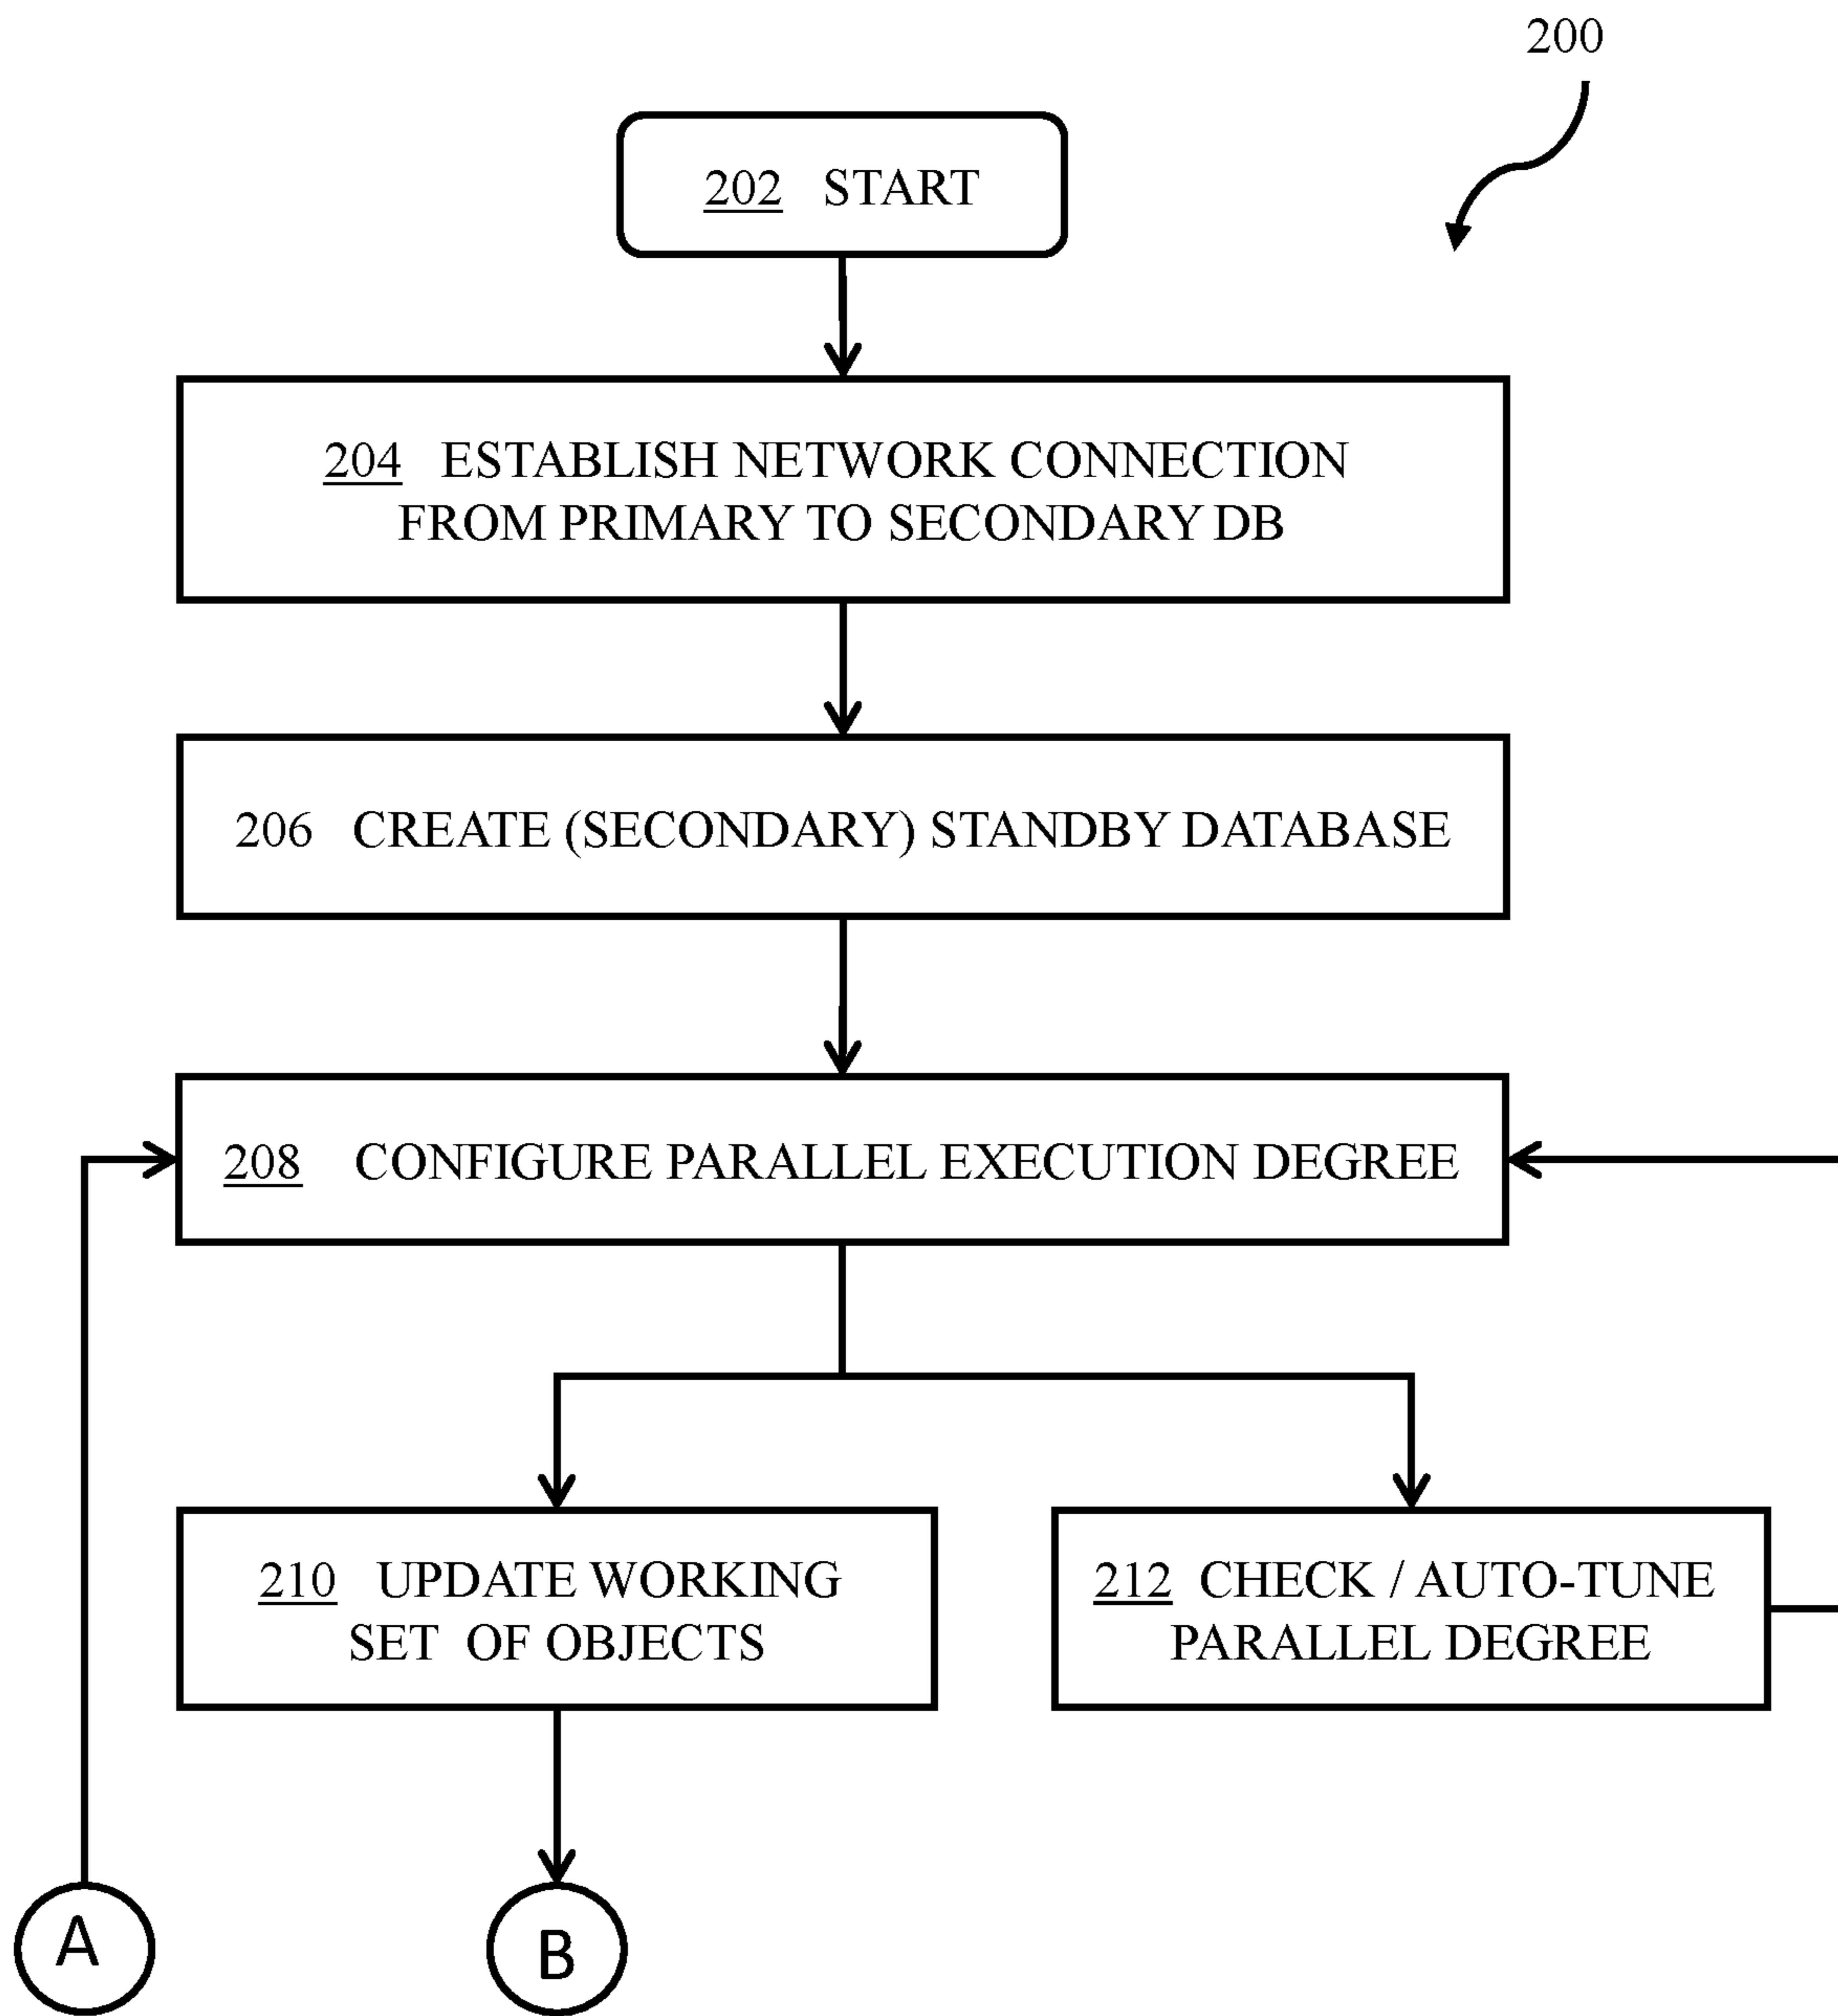 200
202 START
204 ESTABLISH NETWORK CONNECTION
FROM PRIMARY TO SECONDARY DB
206 CREATE (SECONDARY) STANDBY DATABASE
208 CONFIGURE PARALLEL EXECUTION DEGREE
210 UPDATE WORKING
SET OF OBJECTS
212 CHECK / AUTO-TUNE
PARALLEL DEGREE
A
B